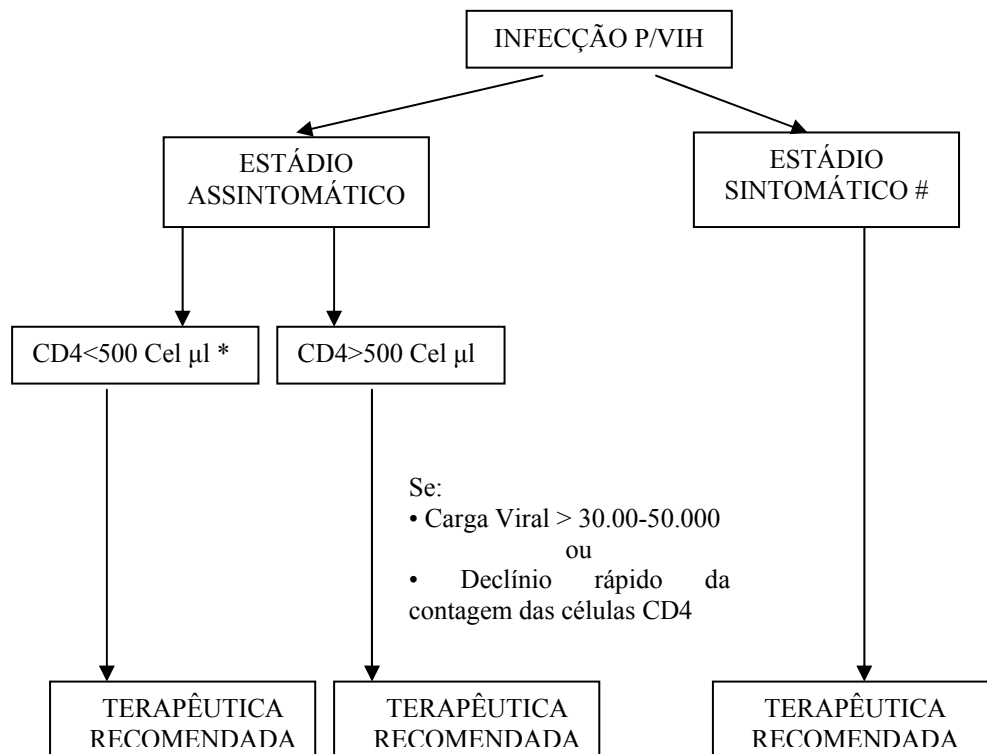 INFECÇÃO P/VIH
ESTÁDIO
ASSINTOMÁTICO
ESTÁDIO
SINTOMÁTICO #
CD4<500 Cel μl *
CD4>500 Cel μl
Se:
• Carga Viral > 30.00-50.000
ou
• Declínio rápido da
contagem das células CD4
TERAPÊUTICA
RECOMENDADA
TERAPÊUTICA
RECOMENDADA
TERAPÊUTICA
RECOMENDADA